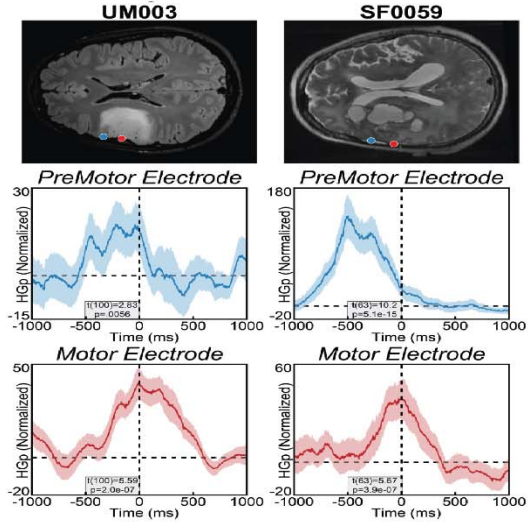 UM003
SF0059
PreMotor Electrode
PreMotor Electrode
HGp (Normalized)
30
-15
t(100)=2.83
p=.0056
-1000 -500 0 500 1000
Time (ms)
HGp (Normalized)
180
-20
t(63)=10.2
p=5.1e-15
-1000 -500 0 500 1000
Time (ms)
Motor Electrode
Motor Electrode
HGp (Normalized)
50
-20
t(100)=5.59
p=2.0e-07
-1000 -500 0 500 1000
Time (ms)
HGp (Normalized)
60
-20
t(63)=5.67
p=3.9e-07
-1000 -500 0 500 1000
Time (ms)